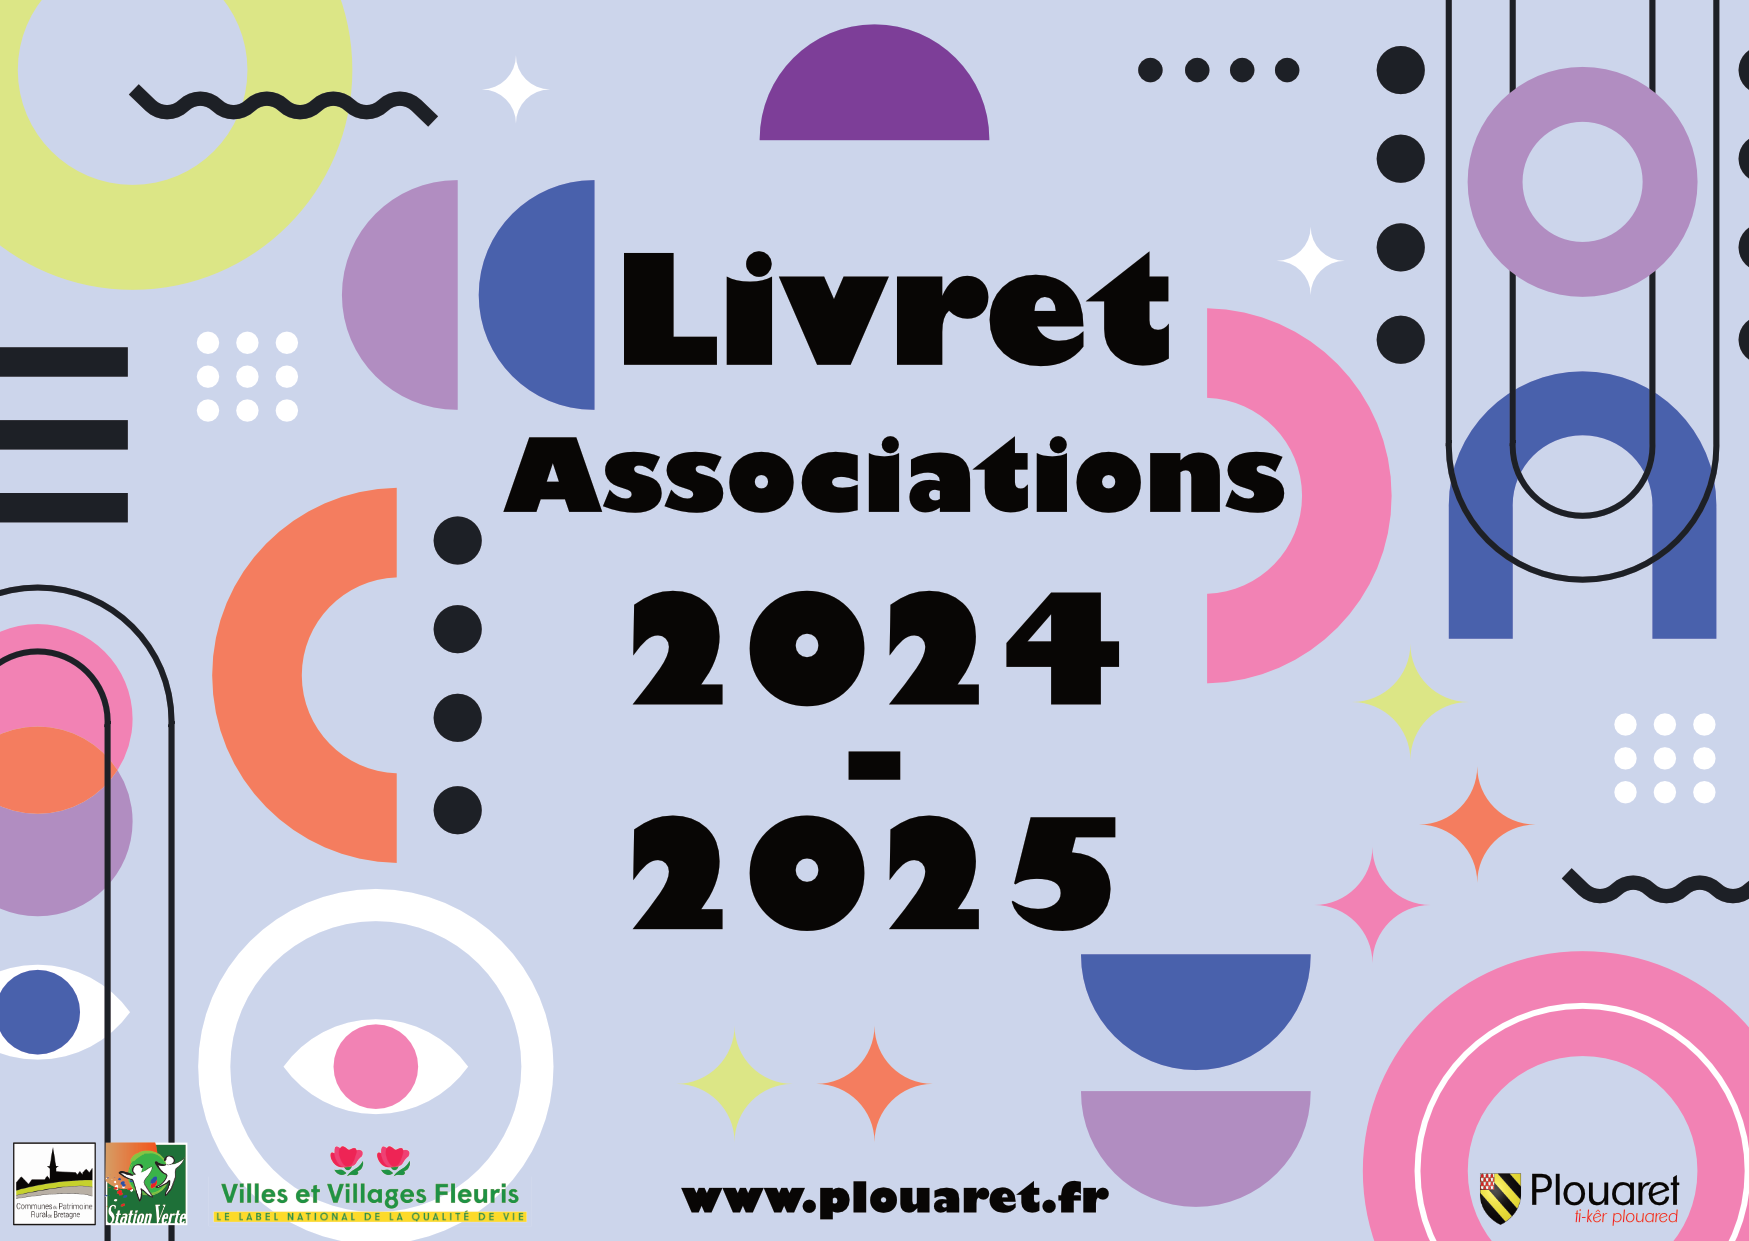 Livret
Associations
2024
-
2025
Communes du Patrimoine
Rural de Bretagne
Station Verte
Villes et Villages Fleuris
LE LABEL NATIONAL DE LA QUALITÉ DE VIE
www.plouaret.fr
Plouaret
ti-kêr plouared